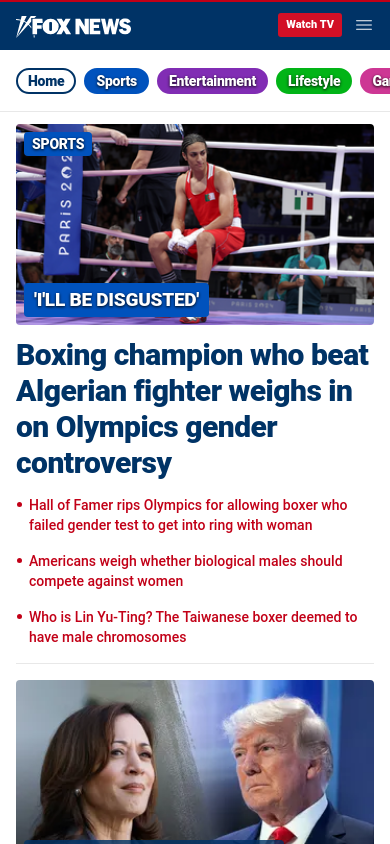 FOX NEWS
Watch TV
Home
Sports
Entertainment
Lifestyle
SPORTS
PARIS 202
'I'LL BE DISGUSTED'
Boxing champion who beat
Algerian fighter weighs in
on Olympics gender
controversy
Hall of Famer rips Olympics for allowing boxer who
failed gender test to get into ring with woman
Americans weigh whether biological males should
compete against women
Who is Lin Yu-Ting? The Taiwanese boxer deemed to
have male chromosomes